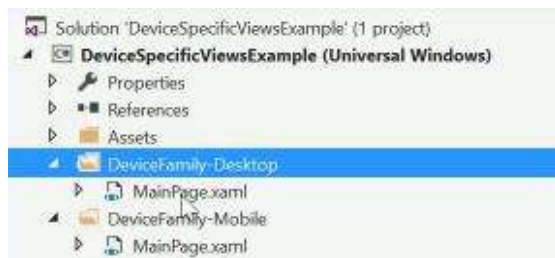 Solution 'DeviceSpecificViewsExample' (1 project)
DeviceSpecificViewsExample (Universal Windows)
Properties
References
Assets
DeviceFamily-Desktop
MainPage.xaml
DeviceFamily-Mobile
MainPage.xaml